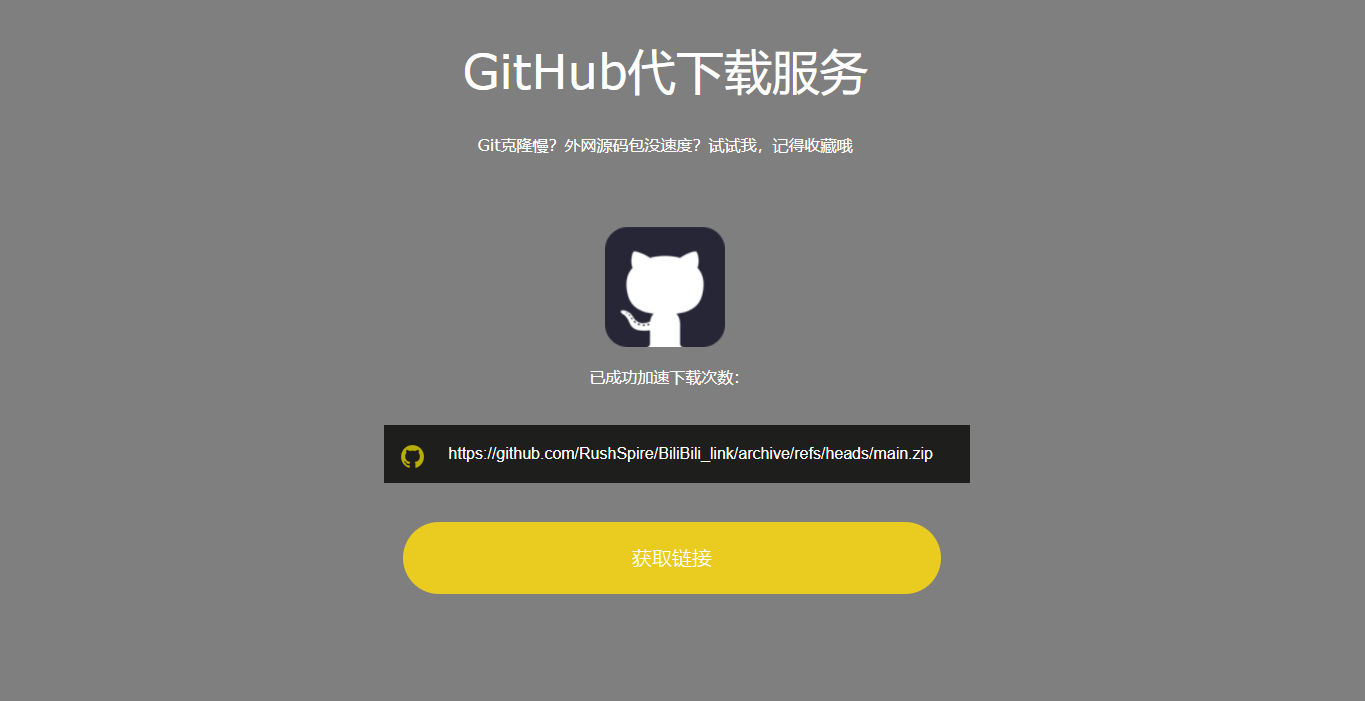 GitHub代下载服务
Git克隆慢？外网源码包没速度？试试我，记得收藏哦
已成功加速下载次数：
https://github.com/RushSpire/BiliBili_link/archive/refs/heads/main.zip
获取链接